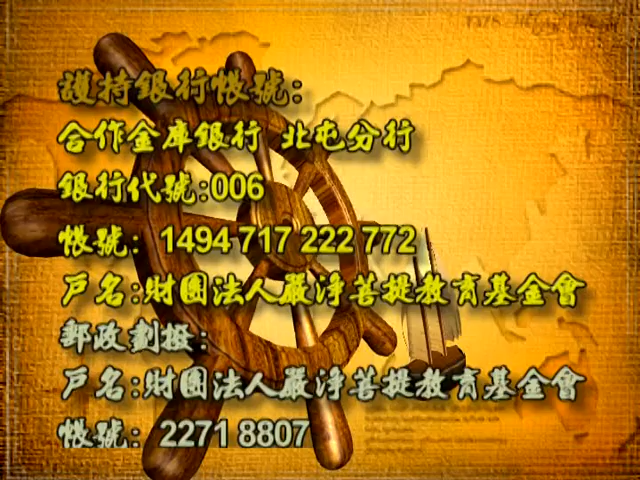 護持銀行帳號:
合作金庫銀行 北屯分行
銀行代號:006
帳號: 1494 717 222 772
戶名:財團法人嚴淨菩提教育基金會
郵政劃撥:
戶名:財團法人嚴淨菩提教育基金會
帳號: 2271 8807